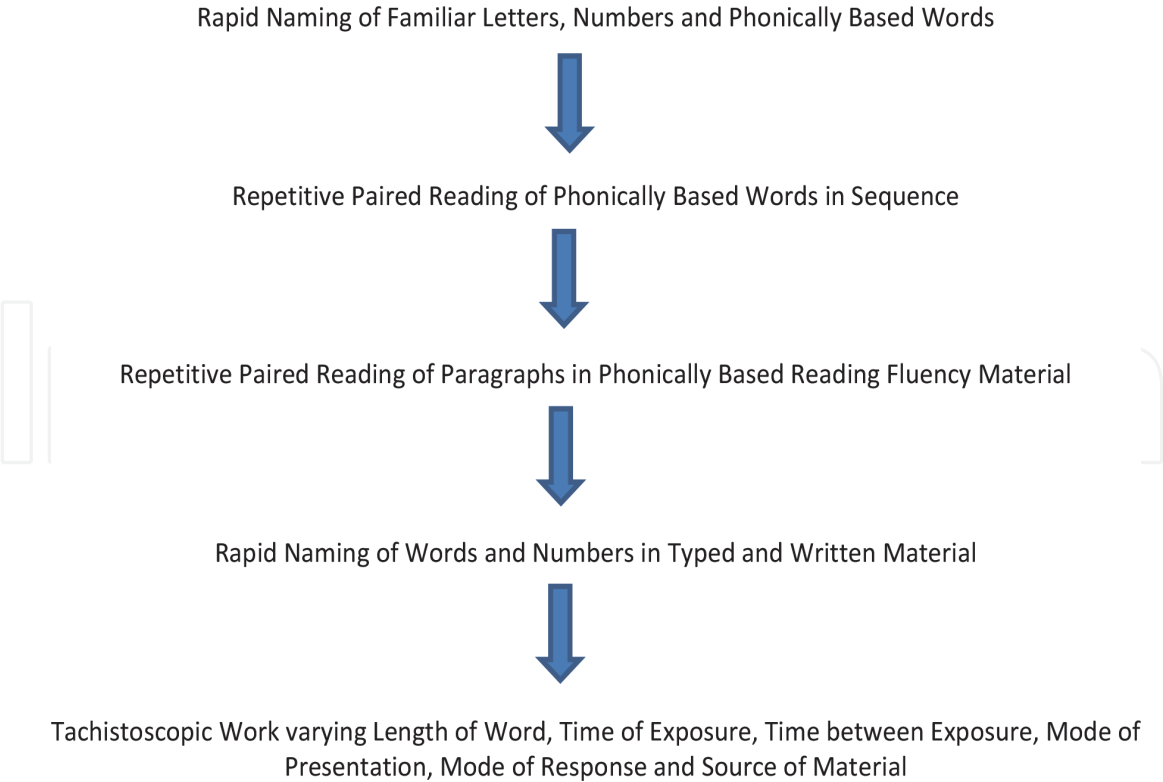 Rapid Naming of Familiar Letters, Numbers and Phonically Based Words
Repetitive Paired Reading of Phonically Based Words in Sequence
Repetitive Paired Reading of Paragraphs in Phonically Based Reading Fluency Material
Rapid Naming of Words and Numbers in Typed and Written Material
Tachistoscopic Work varying Length of Word, Time of Exposure, Time between Exposure, Mode of
Presentation, Mode of Response and Source of Material